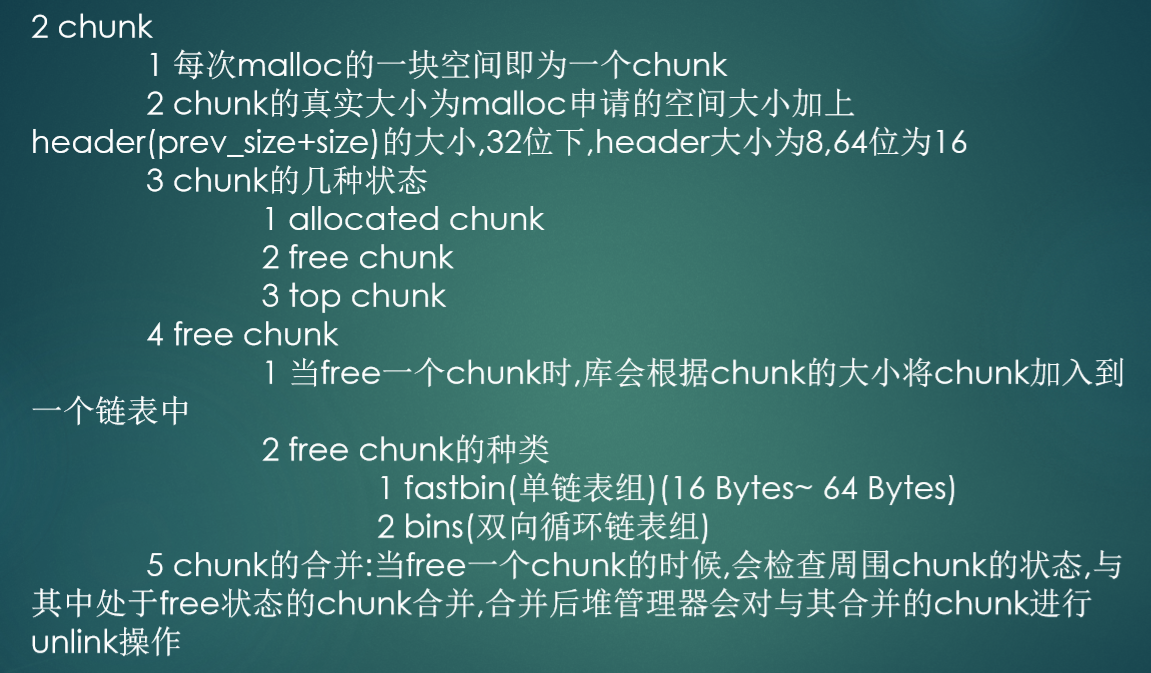 2 chunk
1 每次malloc的一块空间即为一个chunk
2 chunk的真实大小为malloc申请的空间大小加上
header(prev_size+size)的大小,32位下,header大小为8,64位为16
3 chunk的几种状态
1 allocated chunk
2 free chunk
3 top chunk
4 free chunk
1 当free一个chunk时,库会根据chunk的大小将chunk加入到
一个链表中
2 free chunk的种类
1 fastbin(单链表组)(16 Bytes~ 64 Bytes)
2 bins(双向循环链表组)
5 chunk的合并:当free一个chunk的时候,会检查周围chunk的状态,与
其中处于free状态的chunk合并,合并后堆管理器会对与其合并的chunk进行
unlink操作